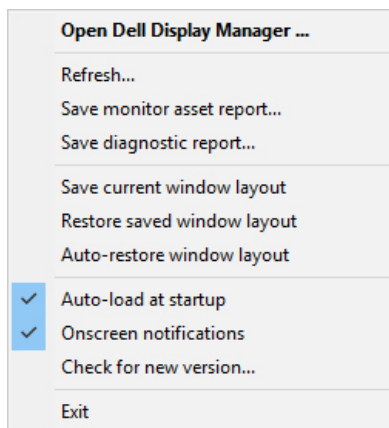 Open Dell Display Manager ...
Refresh...
Save monitor asset report...
Save diagnostic report...
Save current window layout
Restore saved window layout
Auto-restore window layout
Auto-load at startup
Onscreen notifications
Check for new version...
Exit